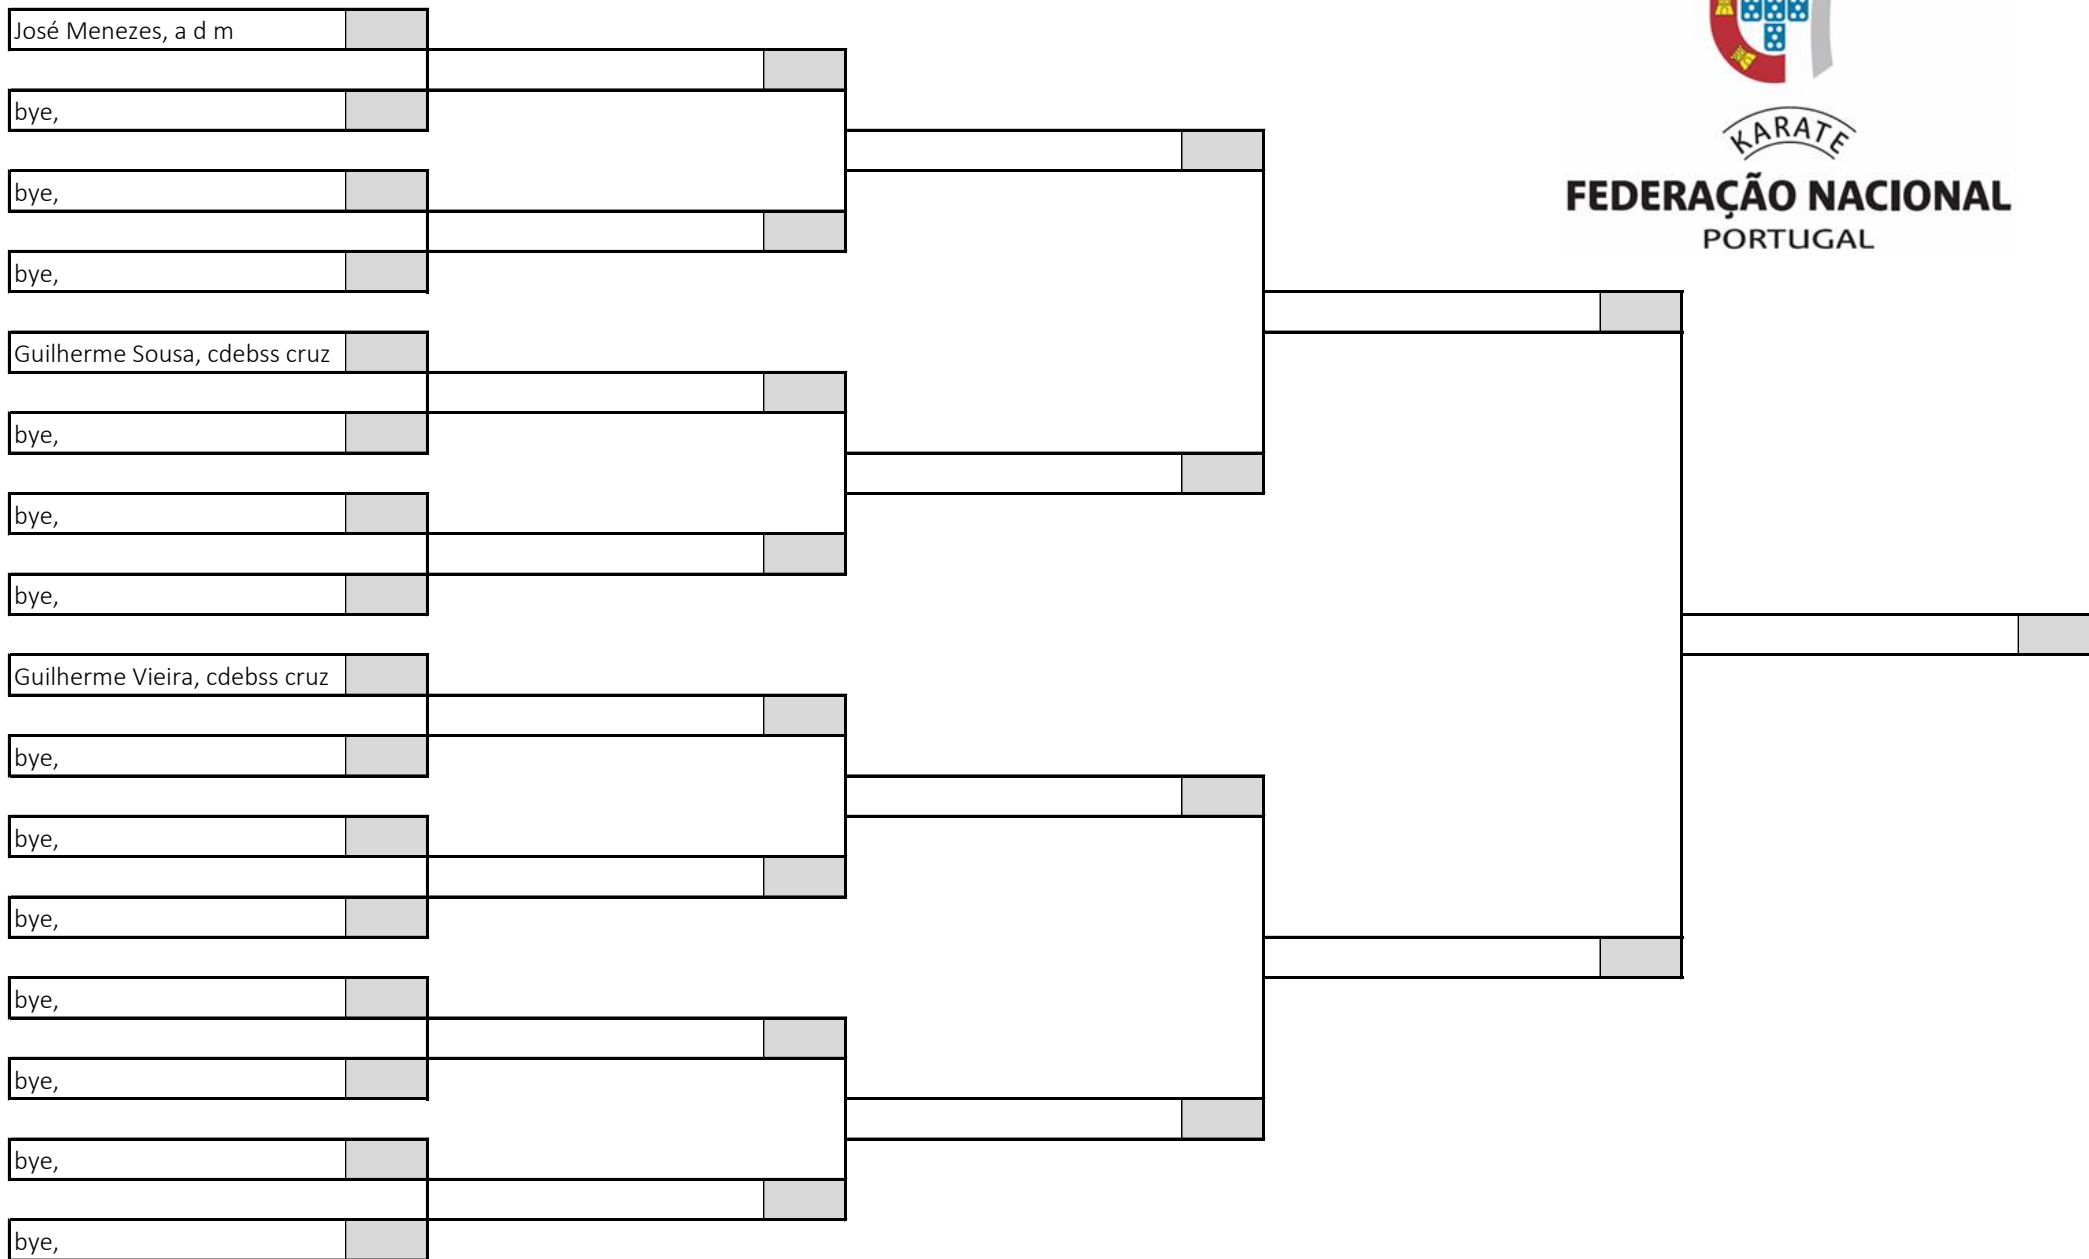 José Menezes, a d m
bye,
KARATE
bye,
FEDERAÇÃO NACIONAL
PORTUGAL
bye,
Guilherme Sousa, cdebss cruz
bye,
bye,
bye,
Guilherme Vieira, cdebss cruz
bye,
bye,
bye,
bye,
bye,
bye,
bye,